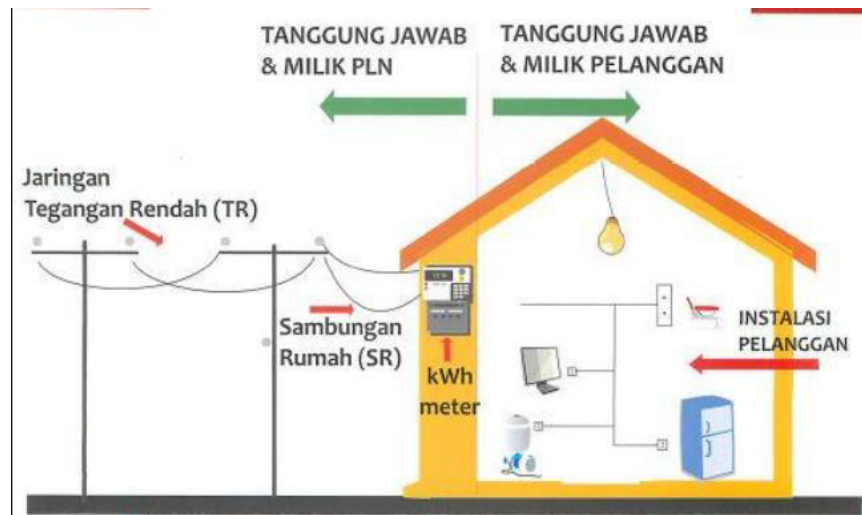 TANGGUNG JAWAB
& MILIK PLN
TANGGUNG JAWAB
& MILIK PELANGGAN
Jaringan
Tegangan Rendah (TR)
Sambungan
Rumah (SR)
kWh
meter
INSTALASI
PELANGGAN